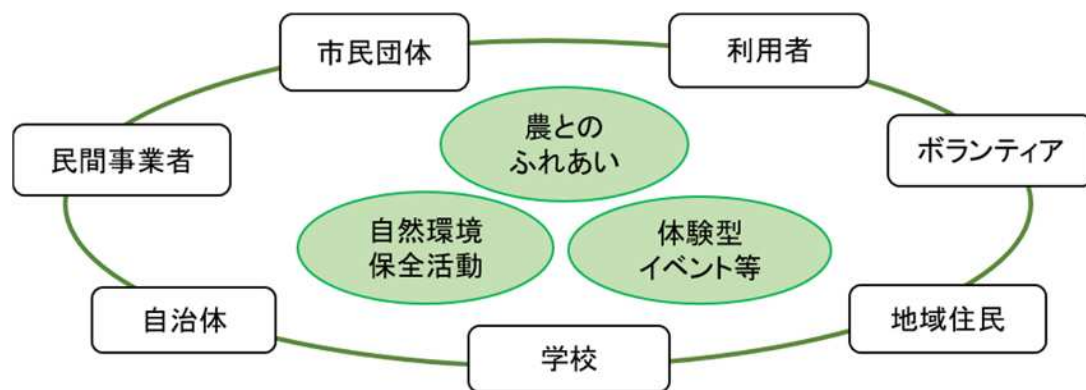 市民団体
利用者
農との
ふれあい
民間事業者
ボランティア
自然環境
保全活動
体験型
イベント等
自治体
地域住民
学校